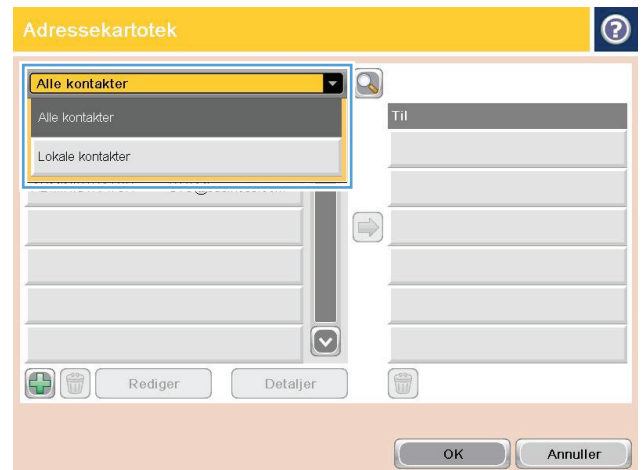 Adressekartotek
Alle kontakter
Alle kontakter
Lokale kontakter
Til
Rediger
Detaljer
OK
Annuller